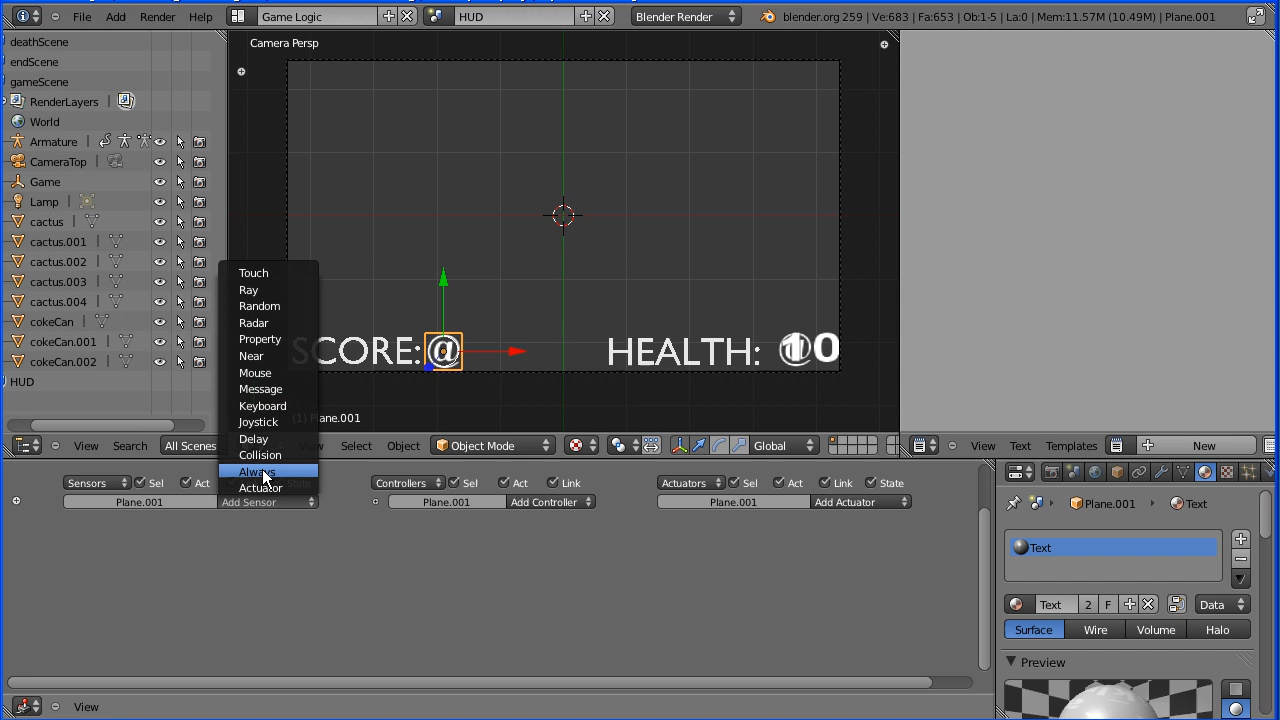 File Add Render Help Game Logic HUD Blender Render blender.org 259 | Ve:683 | Fa:653 | Ob:1-5 | La:0 | Mem:11.57M (10.49M) | Plane.001
deathScene
endScene
gameScene
RenderLayers
World
Armature
CameraTop
Game
Lamp
cactus
cactus.001
cactus.002
cactus.003
cactus.004
cokeCan
cokeCan.001
cokeCan.002
HUD
Camera Persp
SCORE:@ HEALTH:
(1) Plane.001
Touch
Ray
Random
Radar
Property
Near
Mouse
Message
Keyboard
Joystick
Delay
Collision
Always
Actuator
View Search All Scenes Select Object Object Mode Global View Text Templates New
Sensors Sel Act State Controllers Sel Act Link Actuators Sel Act Link State
Plane.001 Add Sensor Plane.001 Add Controller Plane.001 Add Actuator
Plane.001 Text
Text
Text 2 F Data
Surface Wire Volume Halo
Preview
View